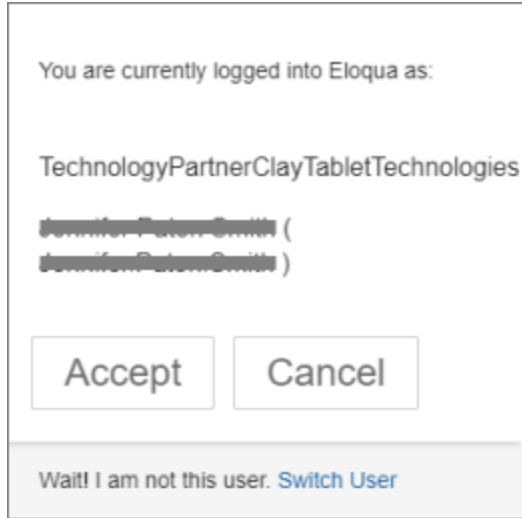 You are currently logged into Eloqua as:
TechnologyPartnerClayTabletTechnologies
(
)
Accept Cancel
Wait! I am not this user. Switch User